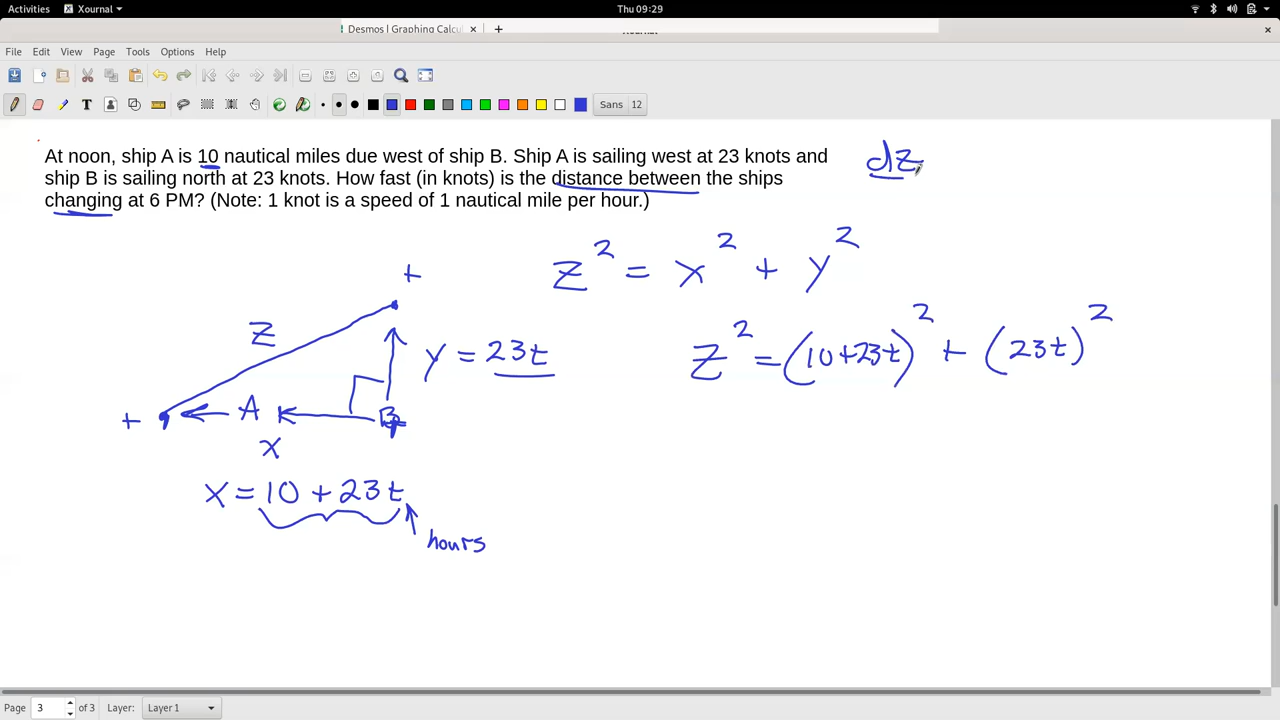 Activities Xournal Thu 09:29
Desmos | Graphing Calcu × +
File Edit View Page Tools Options Help
Sans 12
At noon, ship A is 10 nautical miles due west of ship B. Ship A is sailing west at 23 knots and
ship B is sailing north at 23 knots. How fast (in knots) is the distance between the ships
changing at 6 PM? (Note: 1 knot is a speed of 1 nautical mile per hour.)
dz
z² = x² + y²
+
z
y = 23t
z² = (10+23t)² + (23t)²
+ A B
x
x = 10 + 23t
hours
Page 3 of 3 Layer: Layer 1